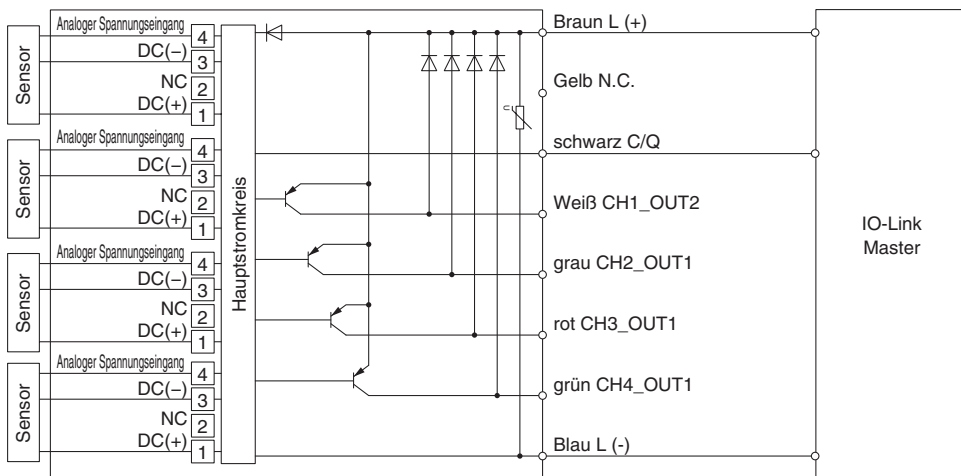 Sensor
Analoger Spannungseingang
4
DC(−)
3
NC
2
DC(+)
1
Sensor
Analoger Spannungseingang
4
DC(−)
3
NC
2
DC(+)
1
Sensor
Analoger Spannungseingang
4
DC(−)
3
NC
2
DC(+)
1
Sensor
Analoger Spannungseingang
4
DC(−)
3
NC
2
DC(+)
1
Hauptstromkreis
Braun L (+)
Gelb N.C.
schwarz C/Q
Weiß CH1_OUT2
grau CH2_OUT1
rot CH3_OUT1
grün CH4_OUT1
Blau L (-)
IO-Link
Master